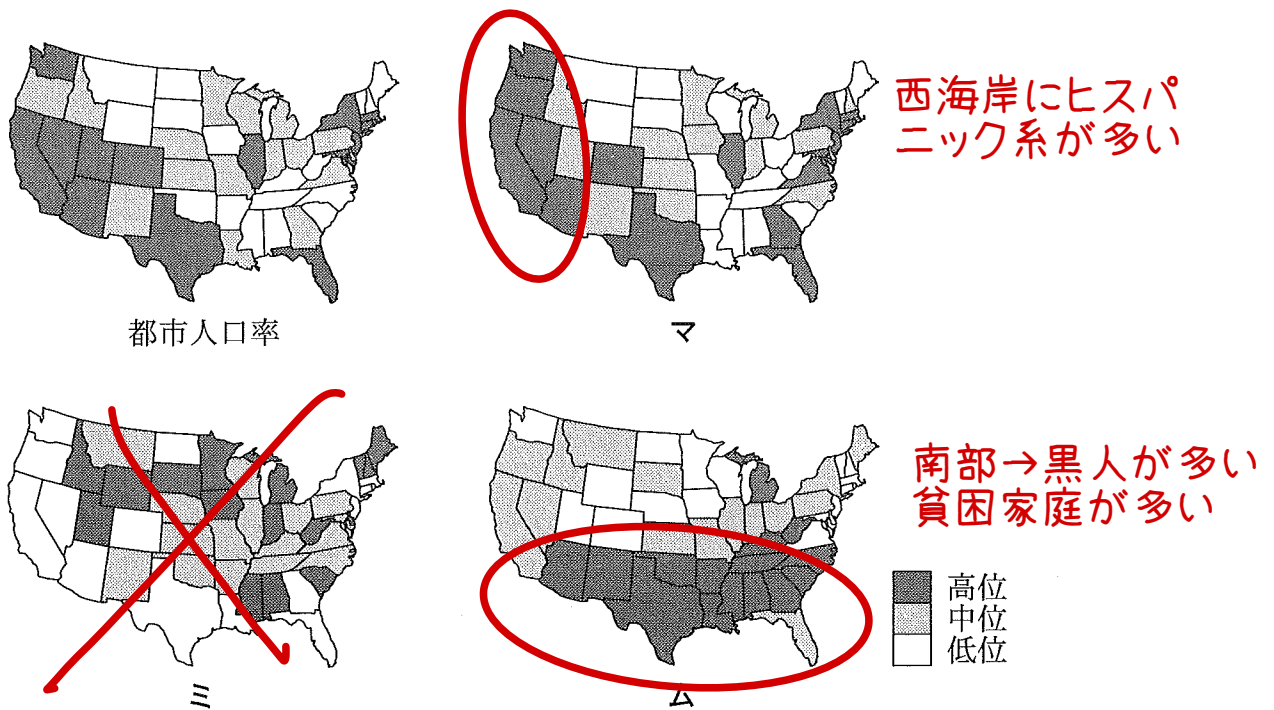 西海岸にヒスパ
ニック系が多い
都市人口率
マ
南部→黒人が多い
貧困家庭が多い
高位
中位
低位
ミ
ム